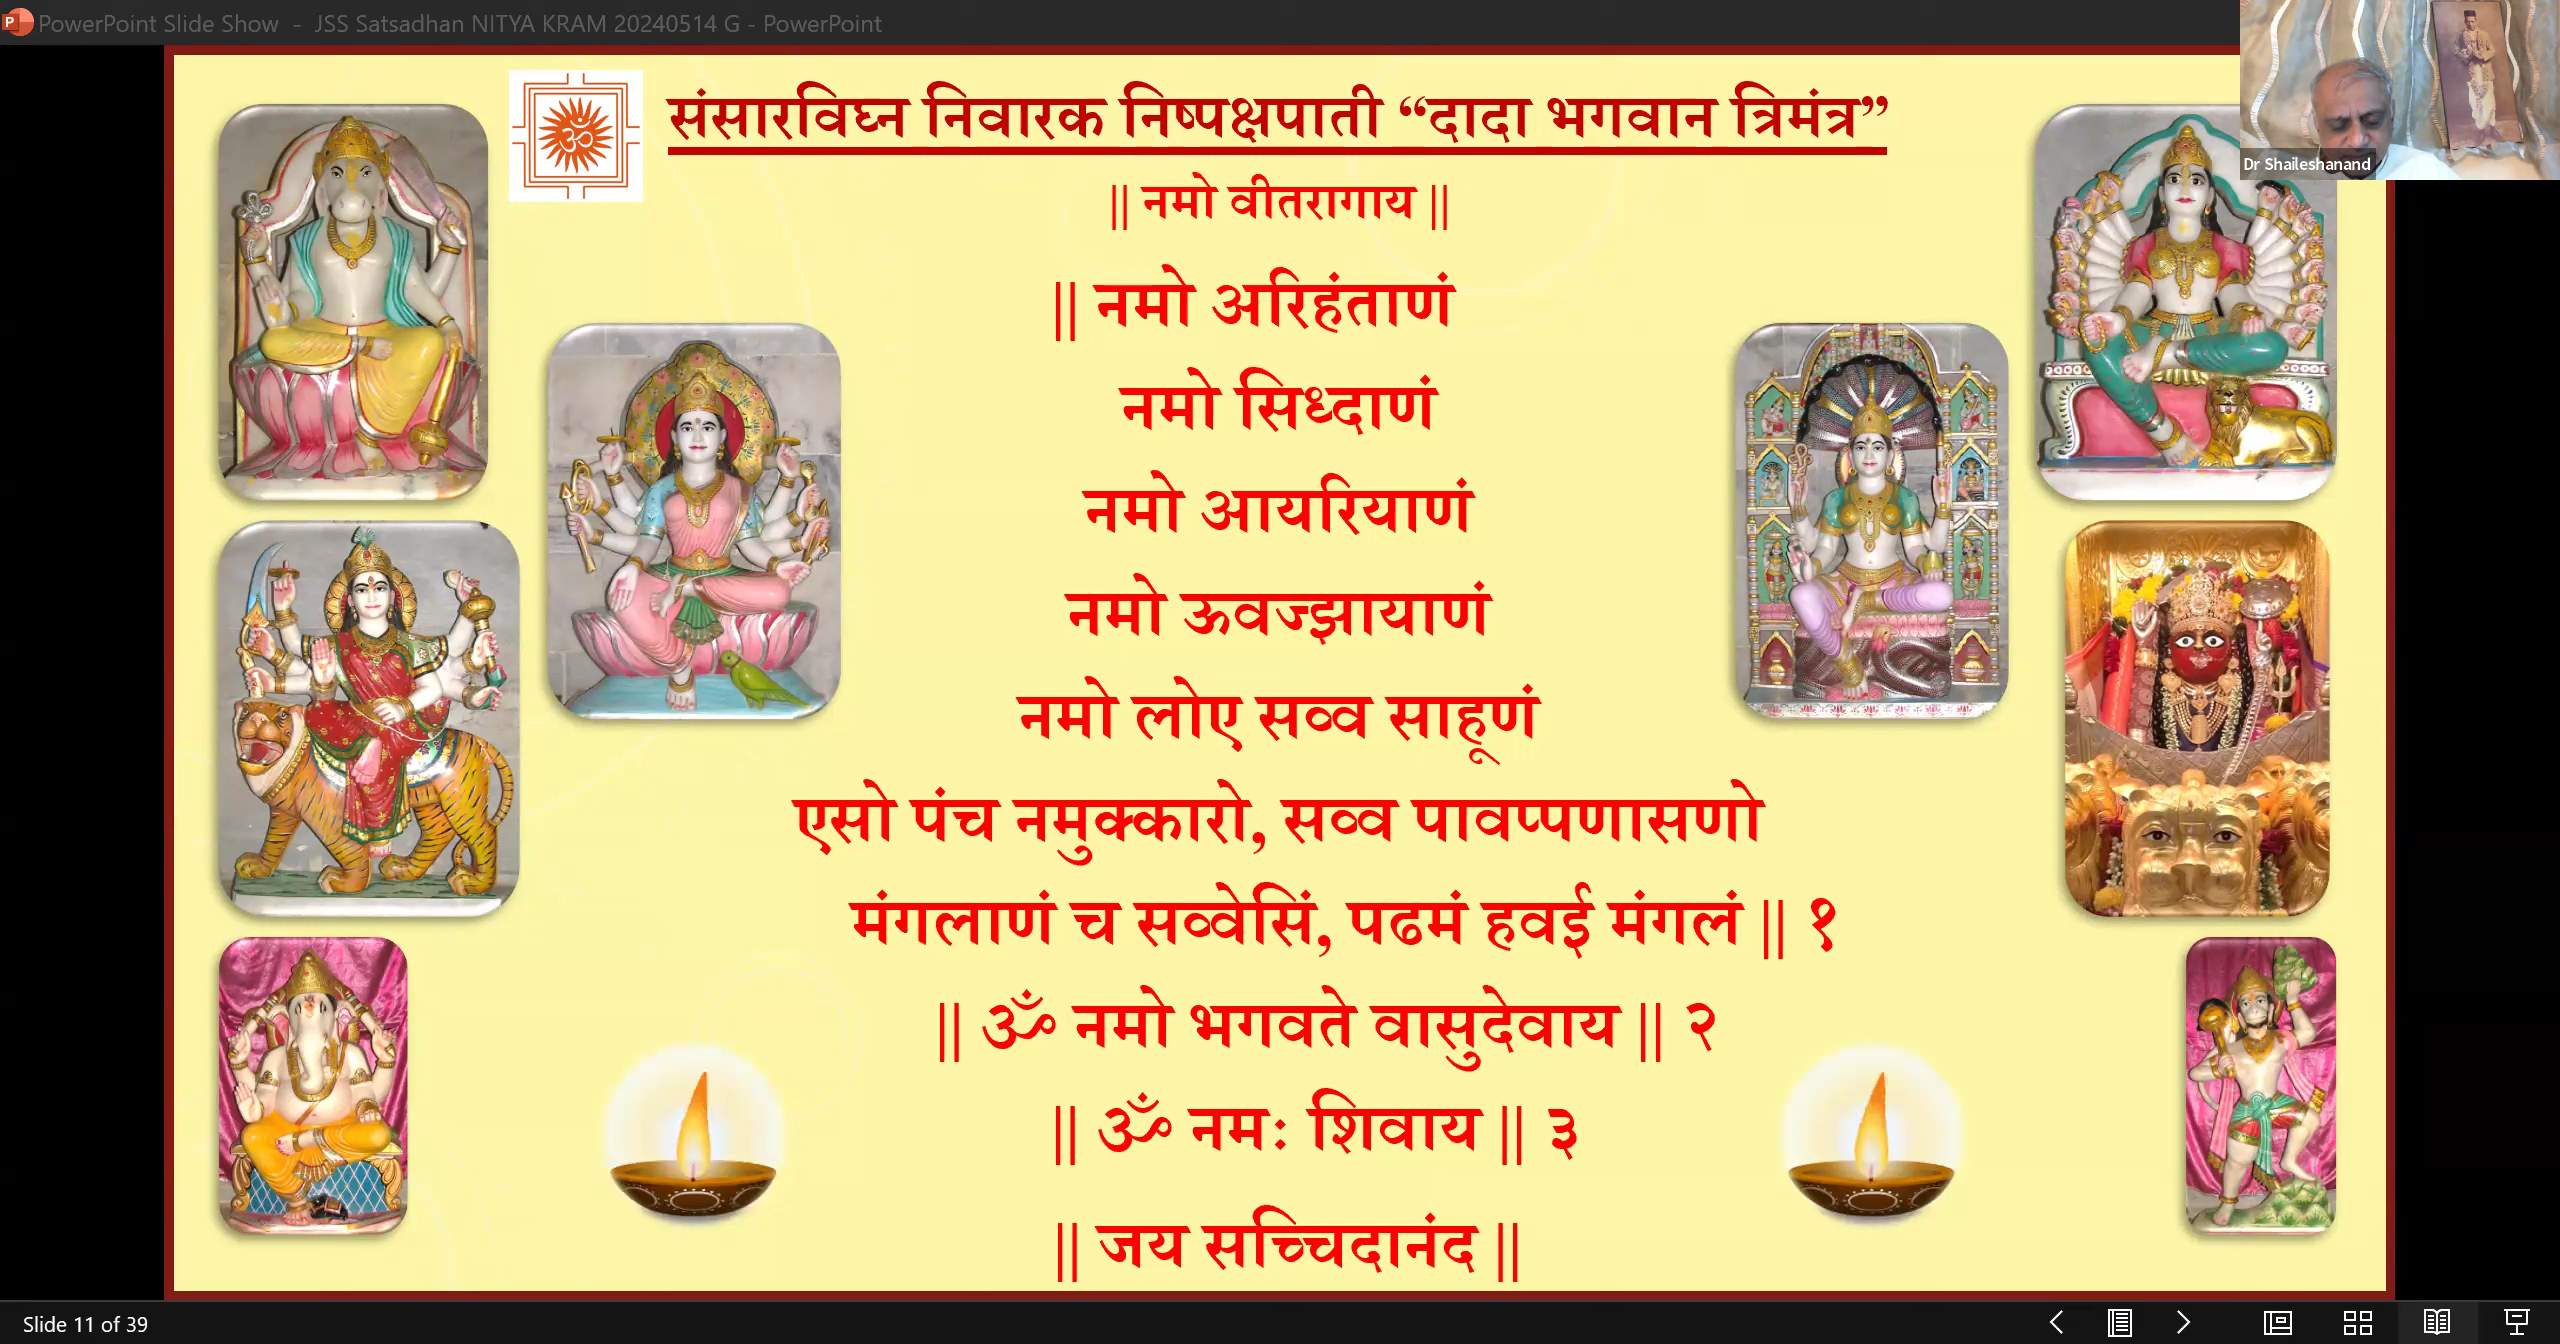 PowerPoint Slide Show - JSS Satsadhan NITYA KRAM 20240514 G - PowerPoint
Dr Shaileshanand
संसारविघ्न निवारक निष्पक्षपाती “दादा भगवान त्रिमंत्र”
|| नमो वीतरागाय ||
|| नमो अरिहंताणं
नमो सिध्दाणं
नमो आयरियाणं
नमो ऊवज्झायाणं
नमो लोए सव्व साहूणं
एसो पंच नमुक्कारो, सव्व पावप्पणासणो
मंगलाणं च सव्वेसिं, पढमं हवई मंगलं || १
|| ॐ नमो भगवते वासुदेवाय || २
|| ॐ नमः शिवाय || ३
|| जय सच्चिदानंद ||
Slide 11 of 39